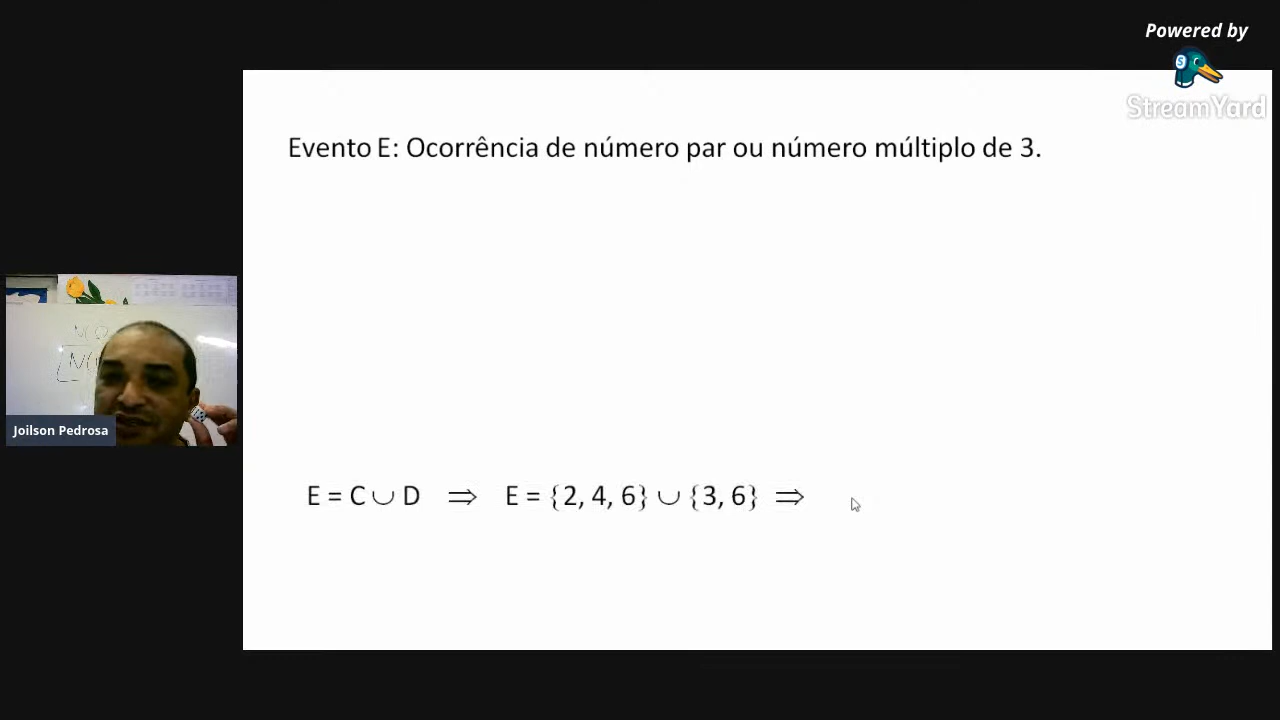 Powered by
StreamYard
Evento E: Ocorrência de número par ou número múltiplo de 3.
Joilson Pedrosa
E = C ∪ D ⇒ E = {2, 4, 6} ∪ {3, 6} ⇒